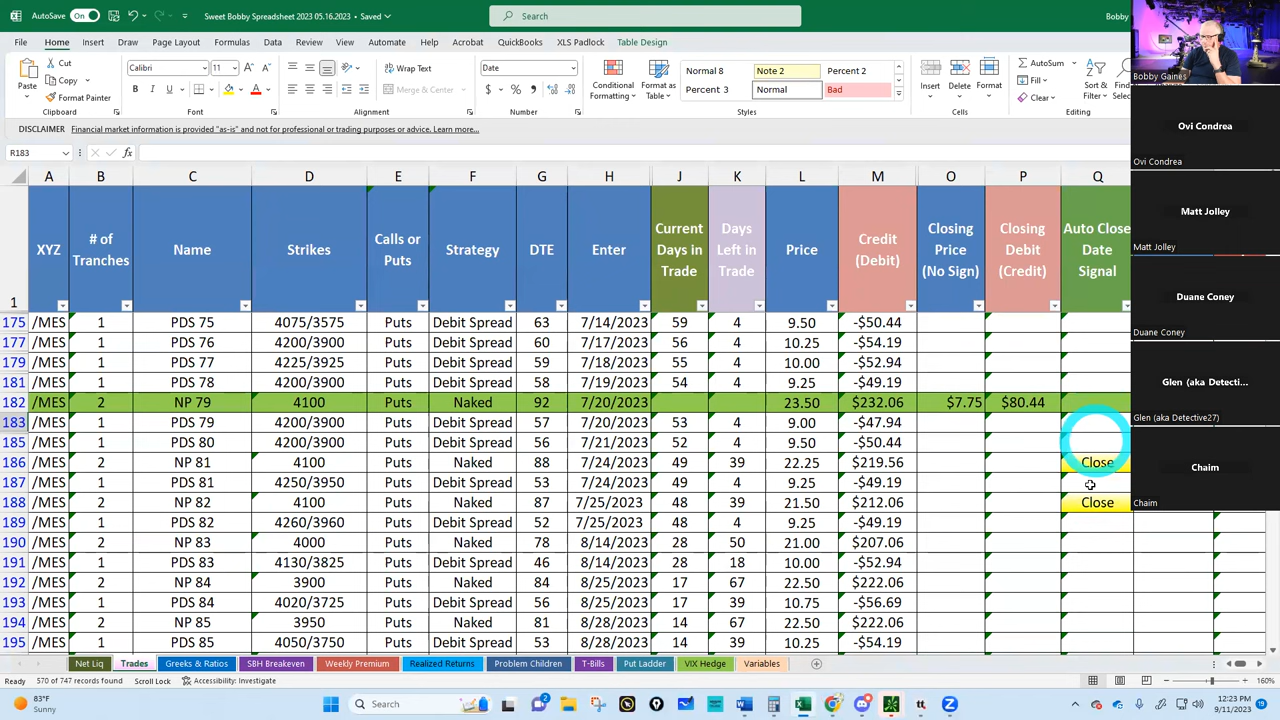 AutoSave On Sweet Bobby Spreadsheet 2023 05.16.2023 • Saved Search Bobby
File Home Insert Draw Page Layout Formulas Data Review View Automate Help Acrobat QuickBooks XLS Padlock Table Design
Paste Cut Copy Format Painter Clipboard
Calibri 11 B I U A Font
Wrap Text Merge & Center Alignment
Date $ % Number
Conditional Formatting Format as Table
Normal 8 Note 2 Percent 2
Percent 3 Normal Bad
Styles
Insert Delete Format Cells
AutoSum Fill Clear Sort & Filter Editing
DISCLAIMER Financial market information is provided "as-is" and not for professional or trading purposes or advice. Learn more...
R183 fx
A B C D E F G H J K L M O P Q
1 XYZ # of Tranches Name Strikes Calls or Puts Strategy DTE Enter Current Days in Trade Days Left in Trade Price Credit (Debit) Closing Price (No Sign) Closing Debit (Credit) Auto Close Date Signal
175 /MES 1 PDS 75 4075/3575 Puts Debit Spread 63 7/14/2023 59 4 9.50 -$50.44
177 /MES 1 PDS 76 4200/3900 Puts Debit Spread 60 7/17/2023 56 4 10.25 -$54.19
179 /MES 1 PDS 77 4225/3925 Puts Debit Spread 59 7/18/2023 55 4 10.00 -$52.94
181 /MES 1 PDS 78 4200/3900 Puts Debit Spread 58 7/19/2023 54 4 9.25 -$49.19
182 /MES 2 NP 79 4100 Puts Naked 92 7/20/2023 23.50 $232.06 $7.75 $80.44
183 /MES 1 PDS 79 4200/3900 Puts Debit Spread 57 7/20/2023 53 4 9.00 -$47.94
185 /MES 1 PDS 80 4200/3900 Puts Debit Spread 56 7/21/2023 52 4 9.50 -$50.44
186 /MES 2 NP 81 4100 Puts Naked 88 7/24/2023 49 39 22.25 $219.56 Close
187 /MES 1 PDS 81 4250/3950 Puts Debit Spread 53 7/24/2023 49 4 9.25 -$49.19
188 /MES 2 NP 82 4100 Puts Naked 87 7/25/2023 48 39 21.50 $212.06 Close
189 /MES 1 PDS 82 4260/3960 Puts Debit Spread 52 7/25/2023 48 4 9.25 -$49.19
190 /MES 2 NP 83 4000 Puts Naked 78 8/14/2023 28 50 21.00 $207.06
191 /MES 1 PDS 83 4130/3825 Puts Debit Spread 46 8/14/2023 28 18 10.00 -$52.94
192 /MES 2 NP 84 3900 Puts Naked 84 8/25/2023 17 67 22.50 $222.06
193 /MES 1 PDS 84 4020/3725 Puts Debit Spread 56 8/25/2023 17 39 10.75 -$56.69
194 /MES 2 NP 85 3950 Puts Naked 81 8/28/2023 14 67 22.50 $222.06
195 /MES 1 PDS 85 4050/3750 Puts Debit Spread 53 8/28/2023 14 39 10.25 -$54.19
Net Liq Trades Greeks & Ratios SBH Breakeven Weekly Premium Realized Returns Problem Children T-Bills Put Ladder VIX Hedge Variables
Ready 570 of 747 records found Scroll Lock Accessibility: Investigate 160%
83°F
Sunny
Search
12:23 PM
9/11/2023
19
Bobby Gaines
Ovi Condrea
Ovi Condrea
Matt Jolley
Matt Jolley
Duane Coney
Duane Coney
Glen (aka Detecti...
Glen (aka Detective27)
Chaim
Chaim